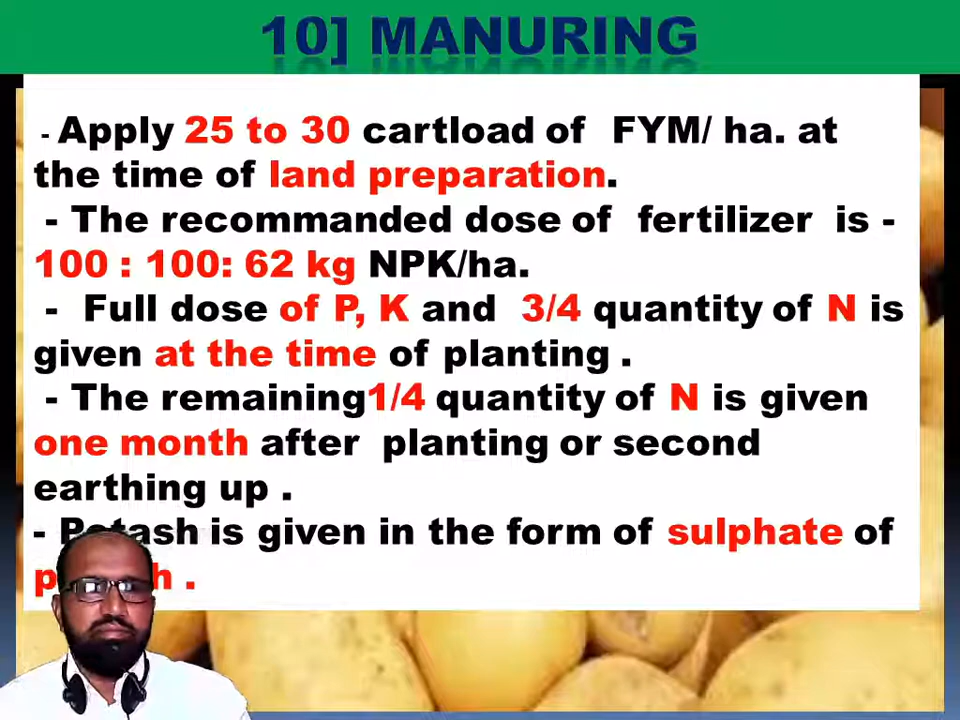 10] MANURING
- Apply 25 to 30 cartload of FYM/ ha. at
the time of land preparation.
- The recommanded dose of fertilizer is -
100 : 100: 62 kg NPK/ha.
- Full dose of P, K and 3/4 quantity of N is
given at the time of planting .
- The remaining1/4 quantity of N is given
one month after planting or second
earthing up .
- Potash is given in the form of sulphate of